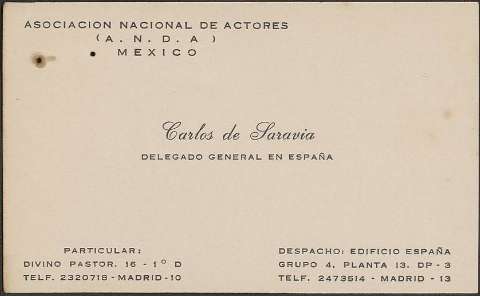 ASOCIACION NACIONAL DE ACTORES
(A. N. D. A)
MEXICO
Carlos de Saravia
DELEGADO GENERAL EN ESPAÑA
PARTICULAR:
DIVINO PASTOR. 16 - 1º D
TELF. 2320718 - MADRID-10
DESPACHO: EDIFICIO ESPAÑA
GRUPO 4, PLANTA 13. DP - 3
TELF. 2473514 - MADRID - 13